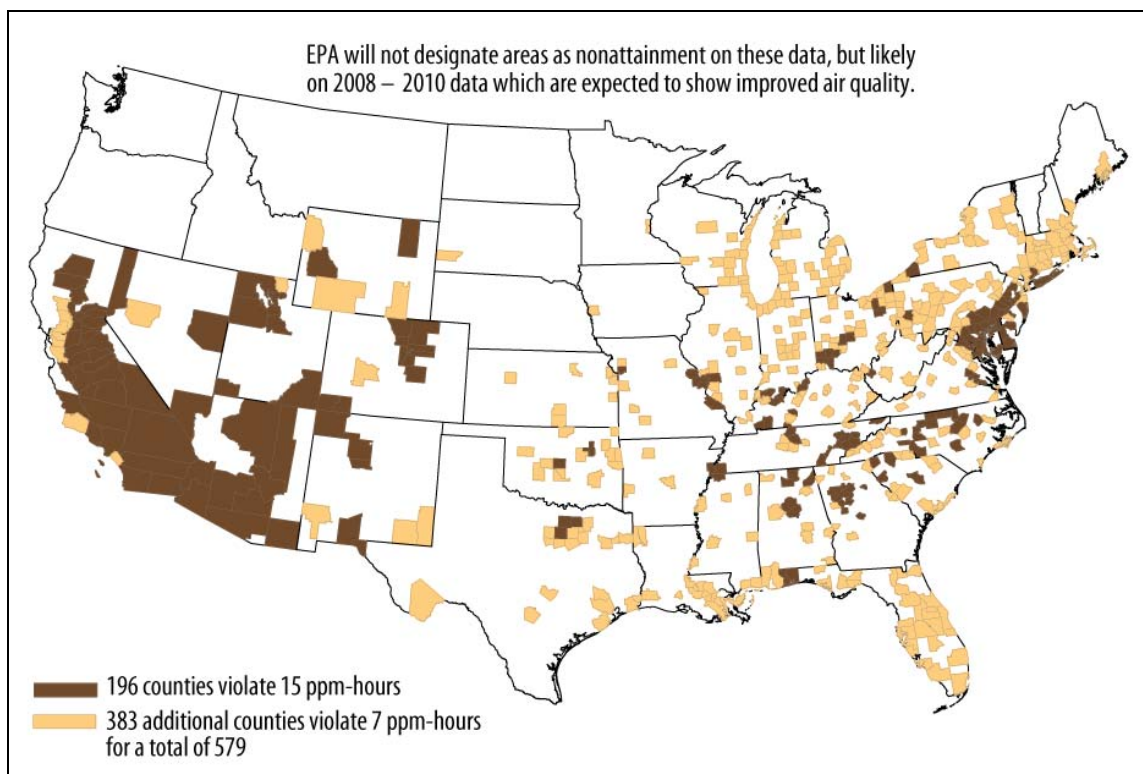 EPA will not designate areas as nonattainment on these data, but likely
on 2008 – 2010 data which are expected to show improved air quality.
196 counties violate 15 ppm-hours
383 additional counties violate 7 ppm-hours
for a total of 579